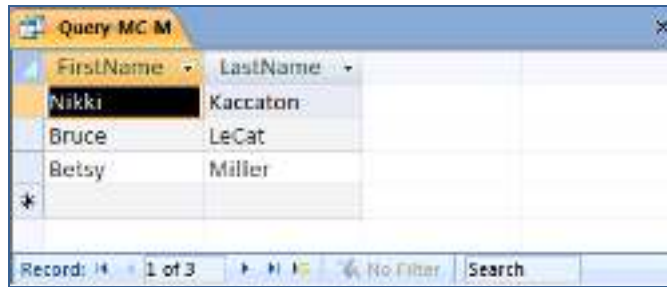 Query MC M
FirstName LastName
Nikki Kaccaton
Bruce LeCat
Betsy Miller
Record: 1 of 3 No Filter Search